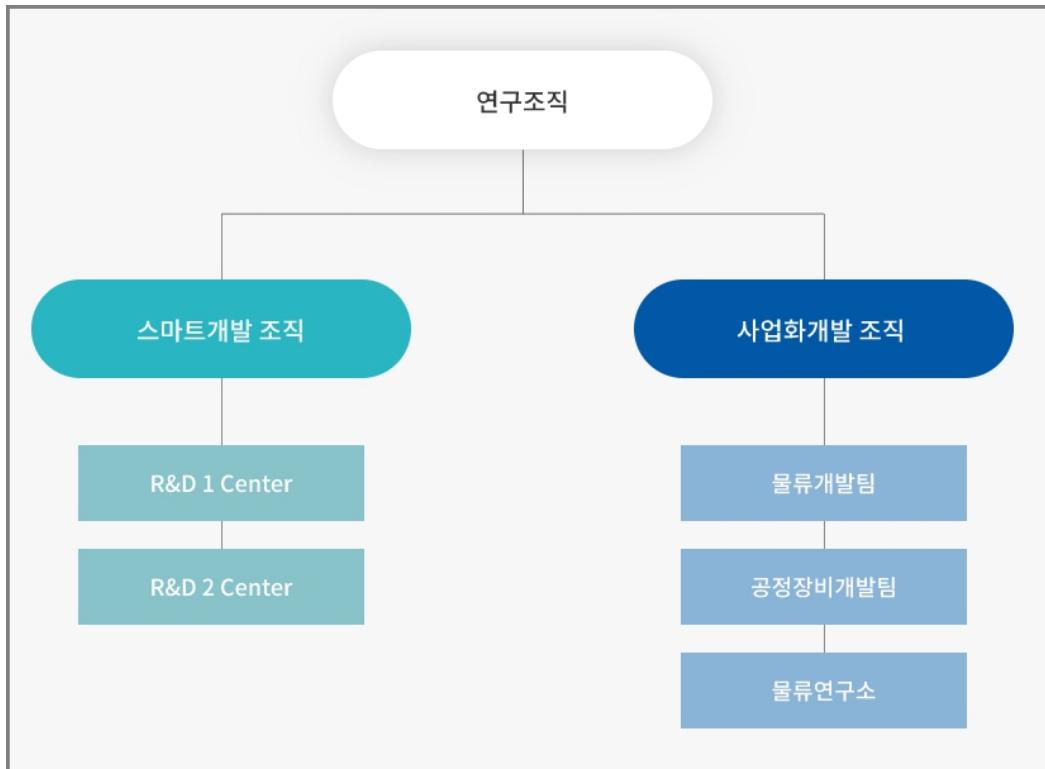 연구조직
스마트개발 조직
사업화개발 조직
R&D 1 Center
물류개발팀
R&D 2 Center
공정장비개발팀
물류연구소